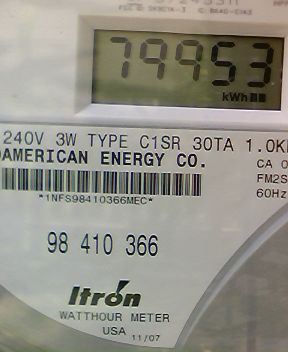 79953
kWh
240V 3W TYPE C1SR 30TA 1.0K
AMERICAN ENERGY CO.
CA 0
FM2S
60Hz
*1NFS98410366MEC*
98 410 366
Itron
WATTHOUR METER
USA 11/07